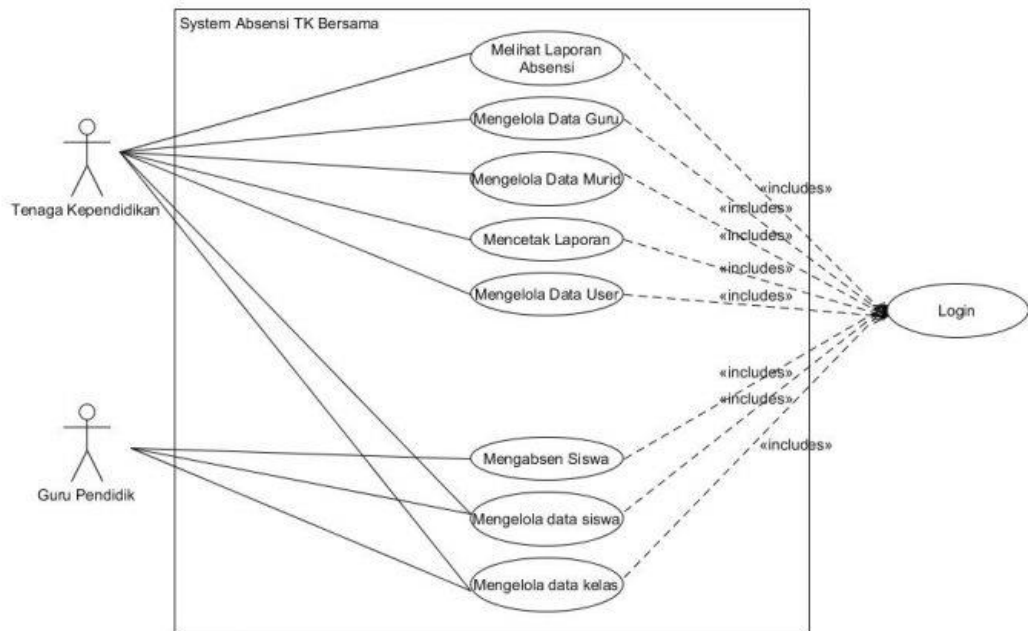 System Absensi TK Bersama
Melihat Laporan
Absensi
Mengelola Data Guru
Tenaga Kependidikan
Mengelola Data Murid
«includes»
«includes»
«includes»
Mencetak Laporan
«includes»
Mengelola Data User
«includes»
Login
«includes»
«includes»
Guru Pendidik
Mengabsen Siswa
«includes»
Mengelola data siswa
Mengelola data kelas